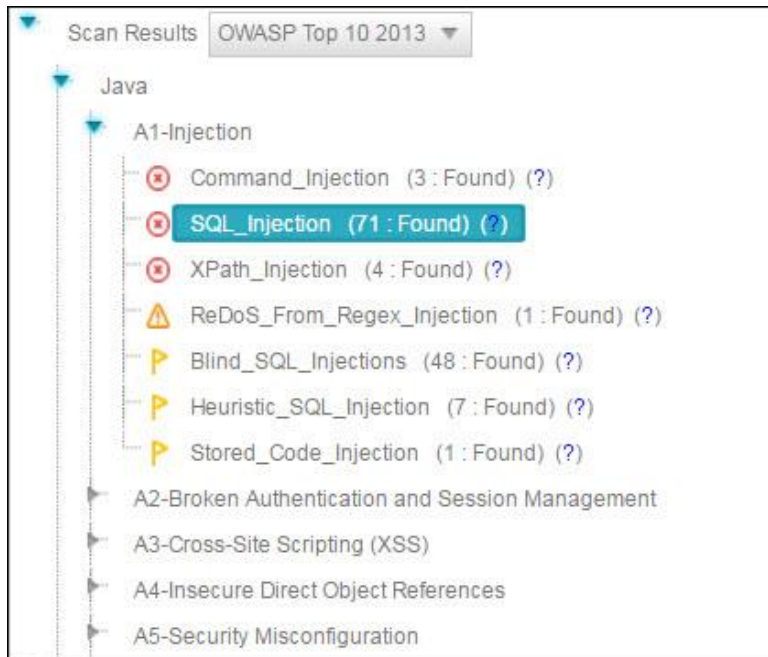 Scan Results OWASP Top 10 2013
Java
A1-Injection
Command_Injection (3 : Found) (?)
SQL_Injection (71 : Found) (?)
XPath_Injection (4 : Found) (?)
ReDoS_From_Regex_Injection (1 : Found) (?)
Blind_SQL_Injections (48 : Found) (?)
Heuristic_SQL_Injection (7 : Found) (?)
Stored_Code_Injection (1 : Found) (?)
A2-Broken Authentication and Session Management
A3-Cross-Site Scripting (XSS)
A4-Insecure Direct Object References
A5-Security Misconfiguration